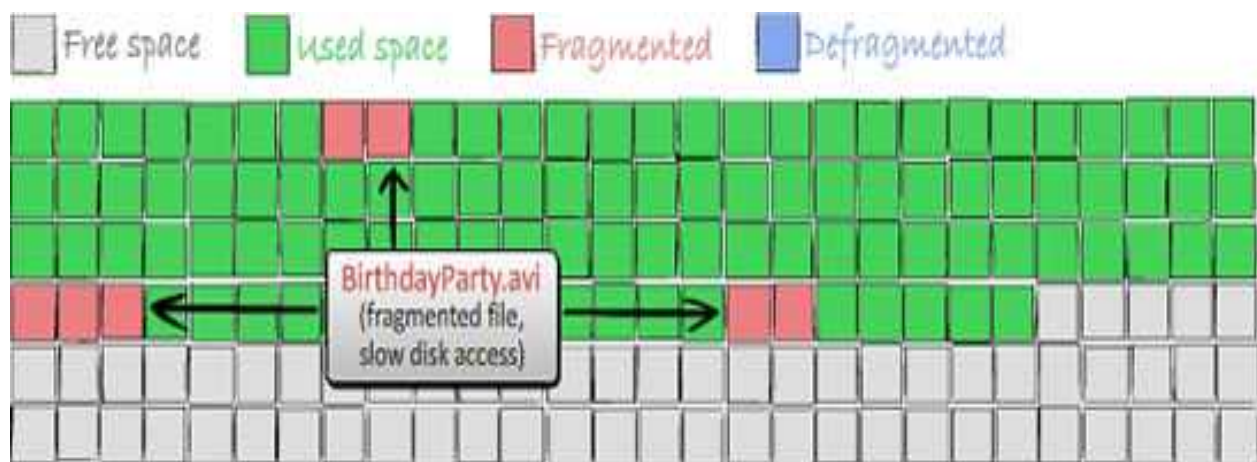 Free space used space Fragmented Defragmented
BirthdayParty.avi
(fragmented file,
slow disk access)